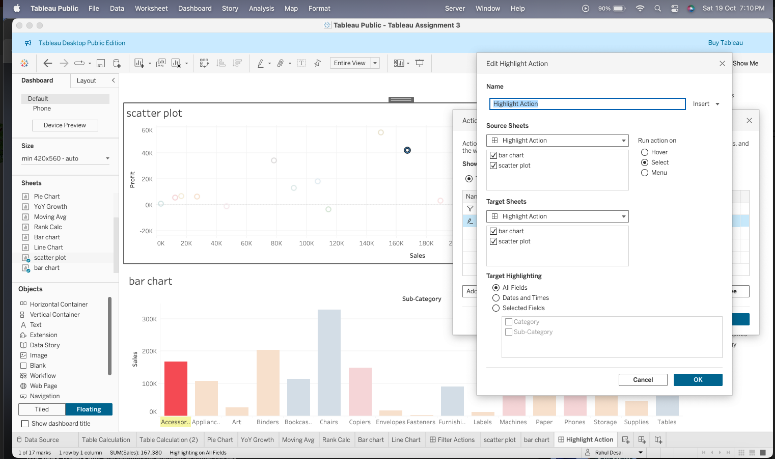 Tableau Public File Data Worksheet Dashboard Story Analysis Map Format Server Window Help 90% Sat 19 Oct 7:10 PM
Tableau Public - Tableau Assignment 3
Tableau Desktop Public Edition Buy Tableau
Entire View Show Me
Dashboard Layout
Default
Phone
Device Preview
Size
min 420x560 - auto
Sheets
Pie Chart
YoY Growth
Moving Avg
Rank Calc
Bar chart
Line Chart
scatter plot
bar chart
Objects
Horizontal Container
Vertical Container
Text
Extension
Data Story
Image
Blank
Workflow
Web Page
Navigation
Tiled Floating
Show dashboard title
scatter plot
Profit
60K
40K
20K
0K
-20K
0K 20K 40K 60K 80K 100K 120K 140K 160K 180K
Sales
bar chart
Sub-Category
Sales
300K
200K
100K
0K
Accessor.. Applianc.. Art Binders Bookcas.. Chairs Copiers Envelopes Fasteners Furnish.. Labels Machines Paper Phones Storage Supplies Tables
Edit Highlight Action
Name
Highlight Action Insert
Source Sheets
Highlight Action
bar chart
scatter plot
Run action on
Hover
Select
Menu
Target Sheets
Highlight Action
bar chart
scatter plot
Target Highlighting
All Fields
Dates and Times
Selected Fields
Category
Sub-Category
Cancel OK
Data Source Table Calculation Table Calculation (2) Pie Chart YoY Growth Moving Avg Rank Calc Bar chart Line Chart Filter Actions scatter plot bar chart Highlight Action
1 of 17 marks 1 row by 1 column SUM(Sales): 167,380 Highlighting on All Fields Rahul Desa